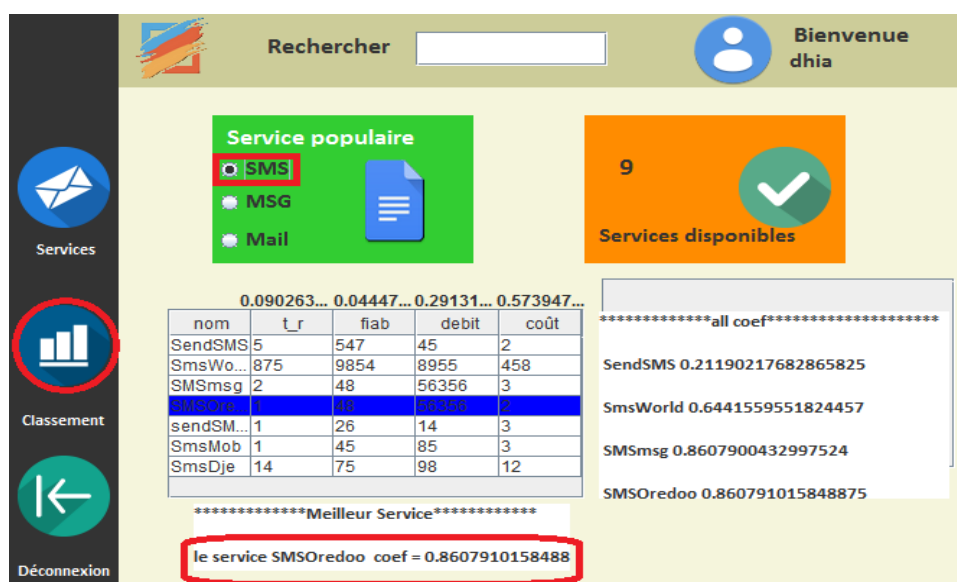 Rechercher
Bienvenue
dhia
Service populaire
SMS
MSG
Mail
9
Services disponibles
Services
Classement
Déconnexion
0.090263... 0.04447... 0.29131... 0.573947...
nom t_r fiab debit coût
SendSMS 5 547 45 2
SmsWo... 875 9854 8955 458
SMSmsg 2 48 56356 3
SMSOre... 1 48 56356 2
sendSM... 1 26 14 3
SmsMob 1 45 85 3
SmsDje 14 75 98 12
*************all coef********************
SendSMS 0.21190217682865825
SmsWorld 0.6441559551824457
SMSmsg 0.8607900432997524
SMSOredoo 0.860791015848875
*************Meilleur Service************
le service SMSOredoo coef = 0.8607910158488